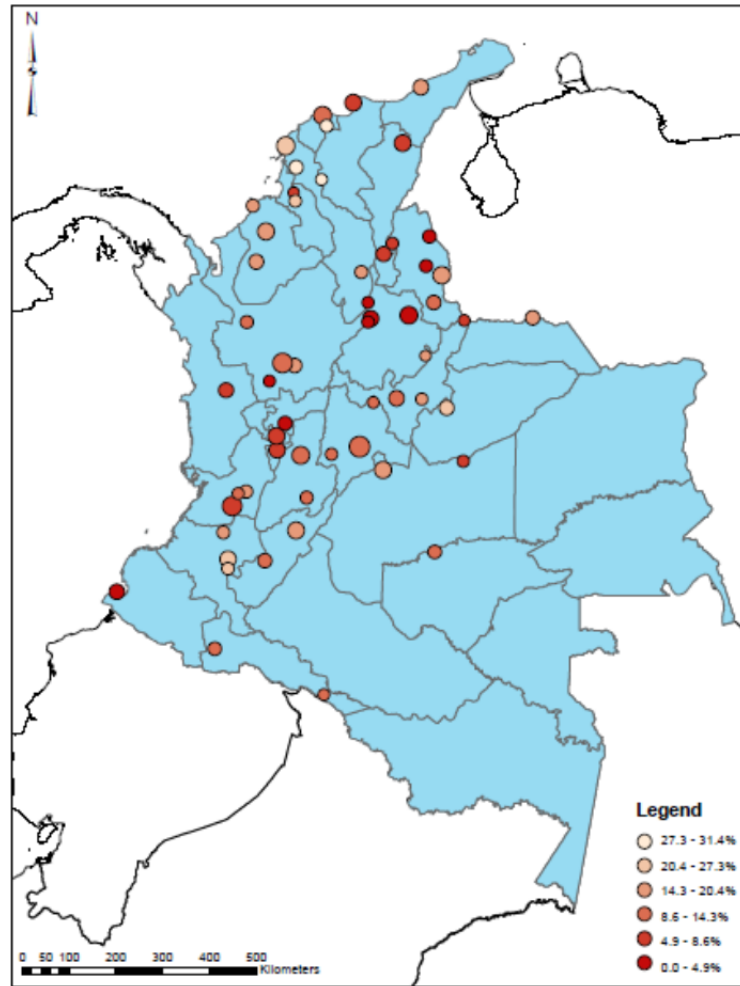 N
S
Legend
27.3 - 31.4%
20.4 - 27.3%
14.3 - 20.4%
8.6 - 14.3%
4.9 - 8.6%
0.0 - 4.9%
0 50 100 200 300 400 500
Kilometers